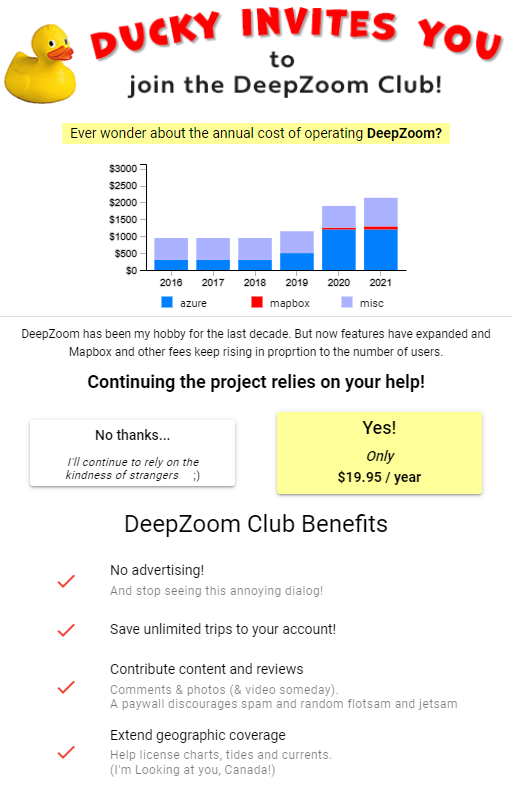 DUCKY INVITES YOU
to
join the DeepZoom Club!
Ever wonder about the annual cost of operating DeepZoom?
$3000
$2500
$2000
$1500
$1000
$500
$0
2016 2017 2018 2019 2020 2021
azure mapbox misc
DeepZoom has been my hobby for the last decade. But now features have expanded and
Mapbox and other fees keep rising in proprtion to the number of users.
Continuing the project relies on your help!
No thanks...
I'll continue to rely on the
kindness of strangers ;)
Yes!
Only
$19.95 / year
DeepZoom Club Benefits
No advertising!
And stop seeing this annoying dialog!
Save unlimited trips to your account!
Contribute content and reviews
Comments & photos (& video someday).
A paywall discourages spam and random flotsam and jetsam
Extend geographic coverage
Help license charts, tides and currents.
(I'm Looking at you, Canada!)